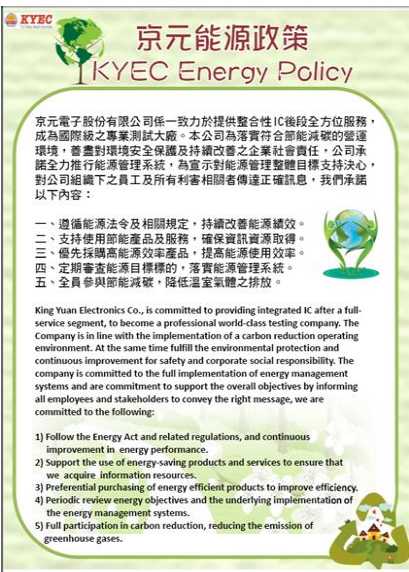 KYEC
京元能源政策
KYEC Energy Policy
京元電子股份有限公司係一致力於提供整合性IC後段全方位服務，
成為國際級之專業測試大廠。本公司為落實符合節能減碳的營運
環境，善盡對環境安全保護及持續改善之企業社會責任，公司承
諾全力推行能源管理系統，為宣示對能源管理整體目標支持決心，
對公司組織下之員工及所有利害相關者傳達正確訊息，我們承諾
以下內容：
一、遵循能源法令及相關規定，持續改善能源績效。
二、支持使用節能產品及服務，確保資訊資源取得。
三、優先採購高能源效率產品，提高能源使用效率。
四、定期審查能源目標標的，落實能源管理系統。
五、全員參與節能減碳，降低溫室氣體之排放。
King Yuan Electronics Co., is committed to providing integrated IC after a full-
service segment, to become a professional world-class testing company. The
Company is in line with the implementation of a carbon reduction operating
environment. At the same time fulfill the environmental protection and
continuous improvement for safety and corporate social responsibility. The
company is committed to the full implementation of energy management
systems and are commitment to support the overall objectives by informing
all employees and stakeholders to convey the right message, we are
committed to the following:
1) Follow the Energy Act and related regulations, and continuous
improvement in energy performance.
2) Support the use of energy-saving products and services to ensure that
we acquire information resources.
3) Preferential purchasing of energy efficient products to improve efficiency.
4) Periodic review energy objectives and the underlying implementation of
the energy management systems.
5) Full participation in carbon reduction, reducing the emission of
greenhouse gases.